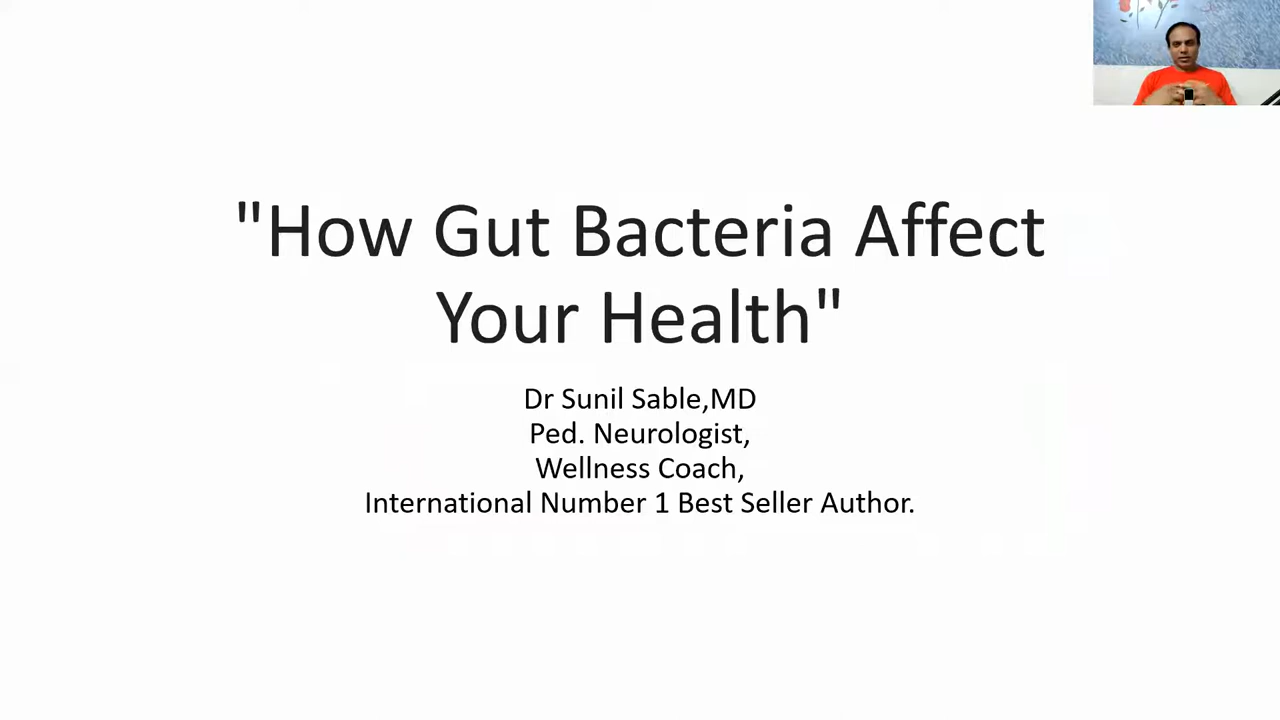 "How Gut Bacteria Affect
Your Health"
Dr Sunil Sable,MD
Ped. Neurologist,
Wellness Coach,
International Number 1 Best Seller Author.